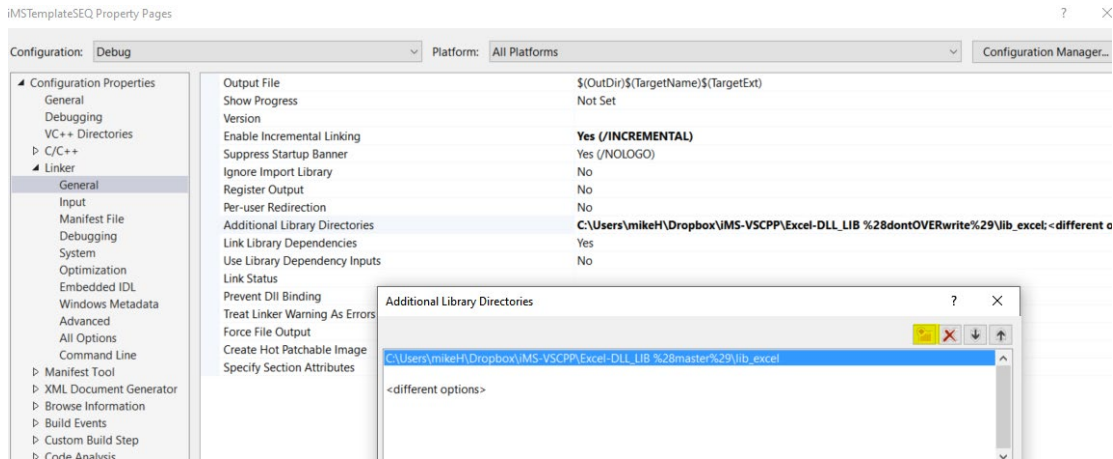 iMSTemplateSEQ Property Pages ? ×
Configuration: Debug Platform: All Platforms Configuration Manager...
Configuration Properties
General
Debugging
VC++ Directories
C/C++
Linker
General
Input
Manifest File
Debugging
System
Optimization
Embedded IDL
Windows Metadata
Advanced
All Options
Command Line
Manifest Tool
XML Document Generator
Browse Information
Build Events
Custom Build Step
Code Analysis
Output File $(OutDir)$(TargetName)$(TargetExt)
Show Progress Not Set
Version
Enable Incremental Linking Yes (/INCREMENTAL)
Suppress Startup Banner Yes (/NOLOGO)
Ignore Import Library No
Register Output No
Per-user Redirection No
Additional Library Directories C:\Users\mikeH\Dropbox\iMS-VSCPP\Excel-DLL_LIB %28dontOVERwrite%29\lib_excel;<different o
Link Library Dependencies Yes
Use Library Dependency Inputs No
Link Status
Prevent Dll Binding
Treat Linker Warning As Errors
Force File Output
Create Hot Patchable Image
Specify Section Attributes
Additional Library Directories ? ×
C:\Users\mikeH\Dropbox\iMS-VSCPP\Excel-DLL_LIB %28master%29\lib_excel
<different options>